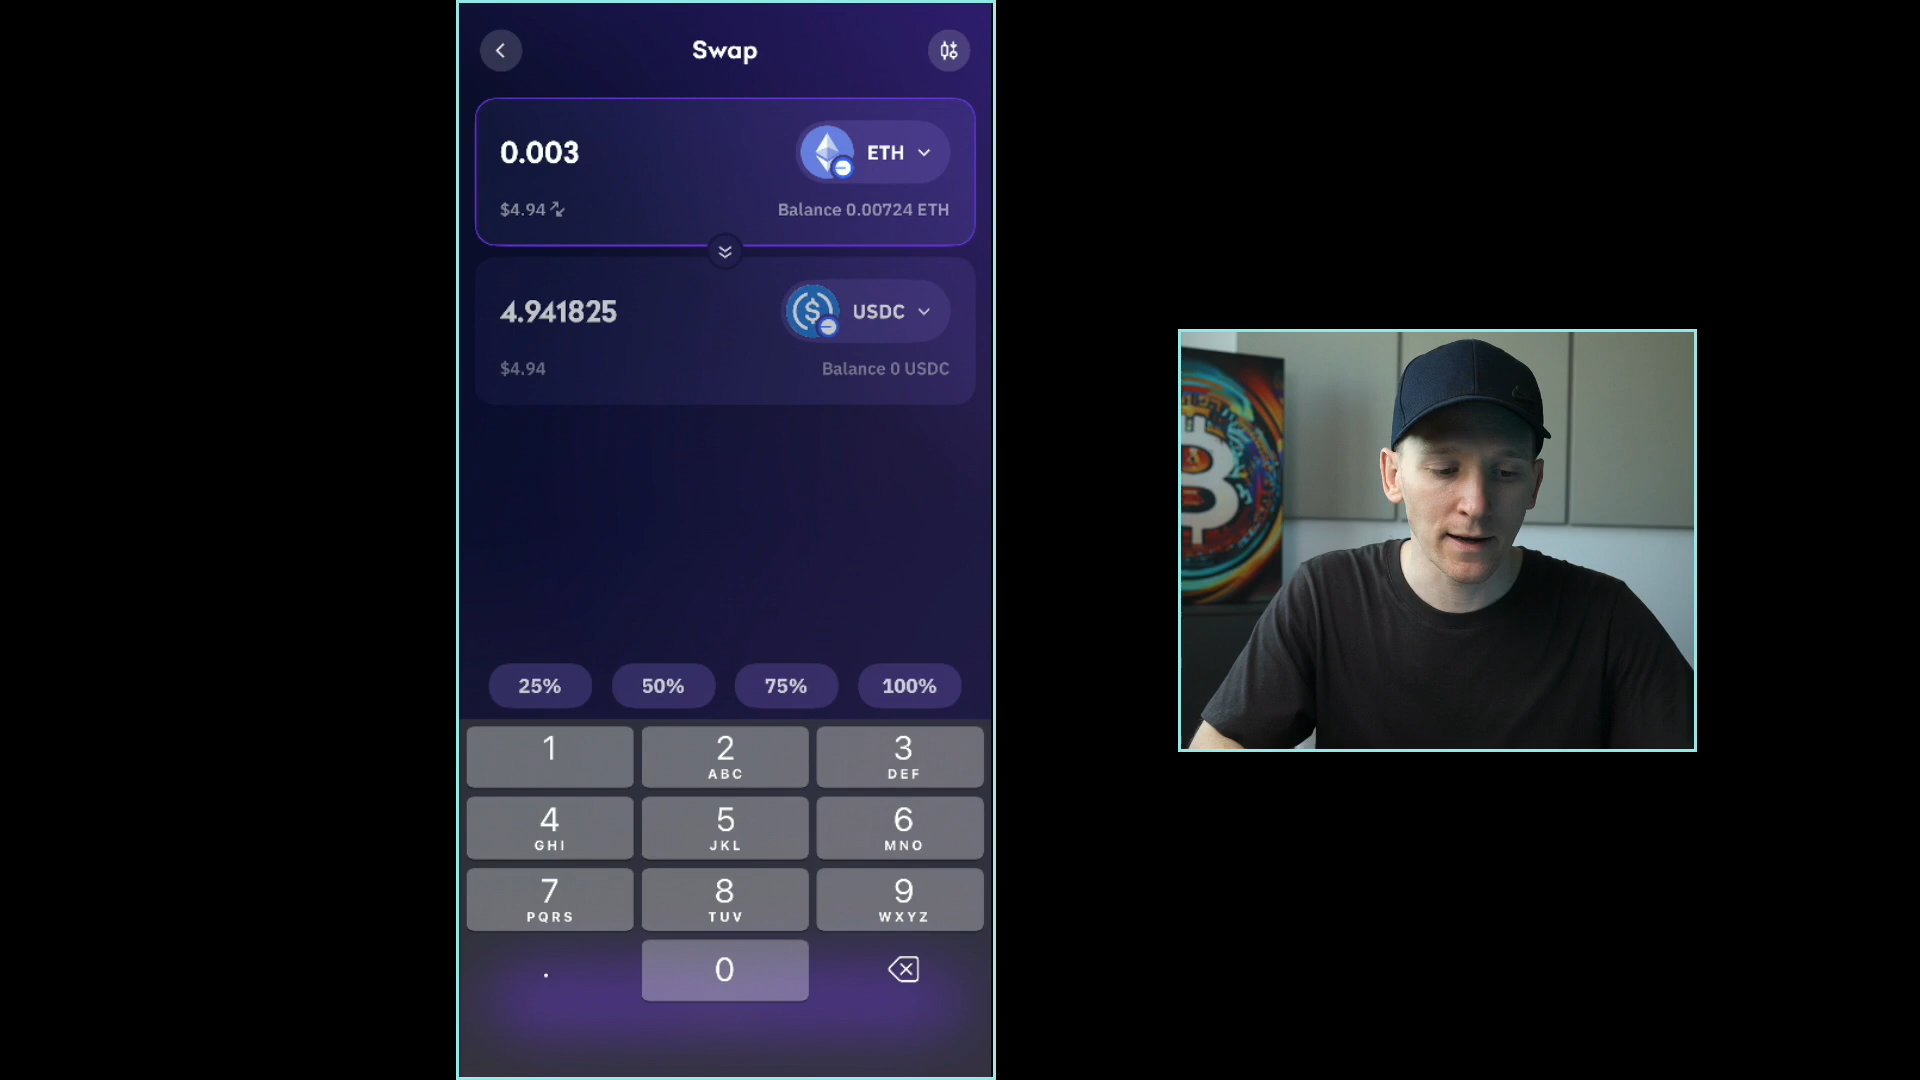 Swap
0.003
ETH
$4.94
Balance 0.00724 ETH
4.941825
USDC
$4.94
Balance 0 USDC
25% 50% 75% 100%
1 2 3
ABC DEF
4 5 6
GHI JKL MNO
7 8 9
PQRS TUV WXYZ
. 0